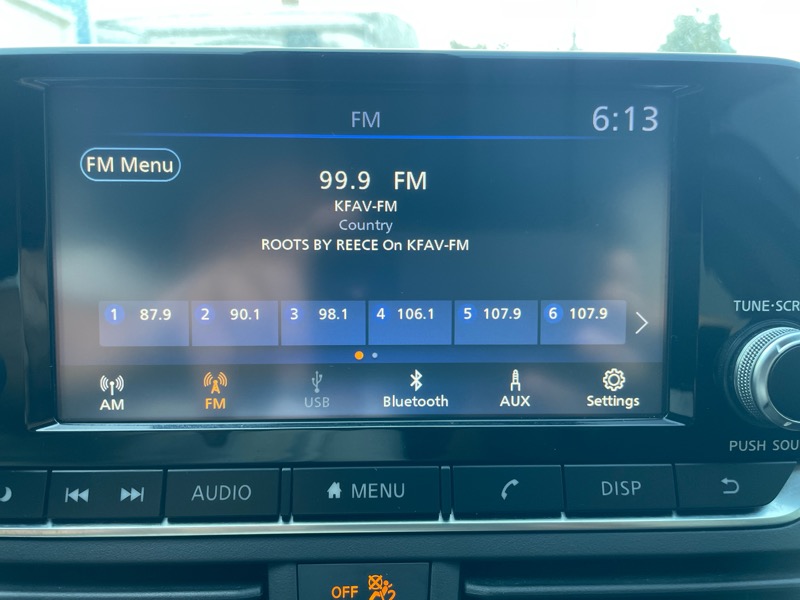 FM
6:13
FM Menu
99.9 FM
KFAV-FM
Country
ROOTS BY REECE On KFAV-FM
1 87.9
2 90.1
3 98.1
4 106.1
5 107.9
6 107.9
AM
FM
USB
Bluetooth
AUX
Settings
TUNE·SCR
PUSH SOU
AUDIO
MENU
DISP
OFF
2